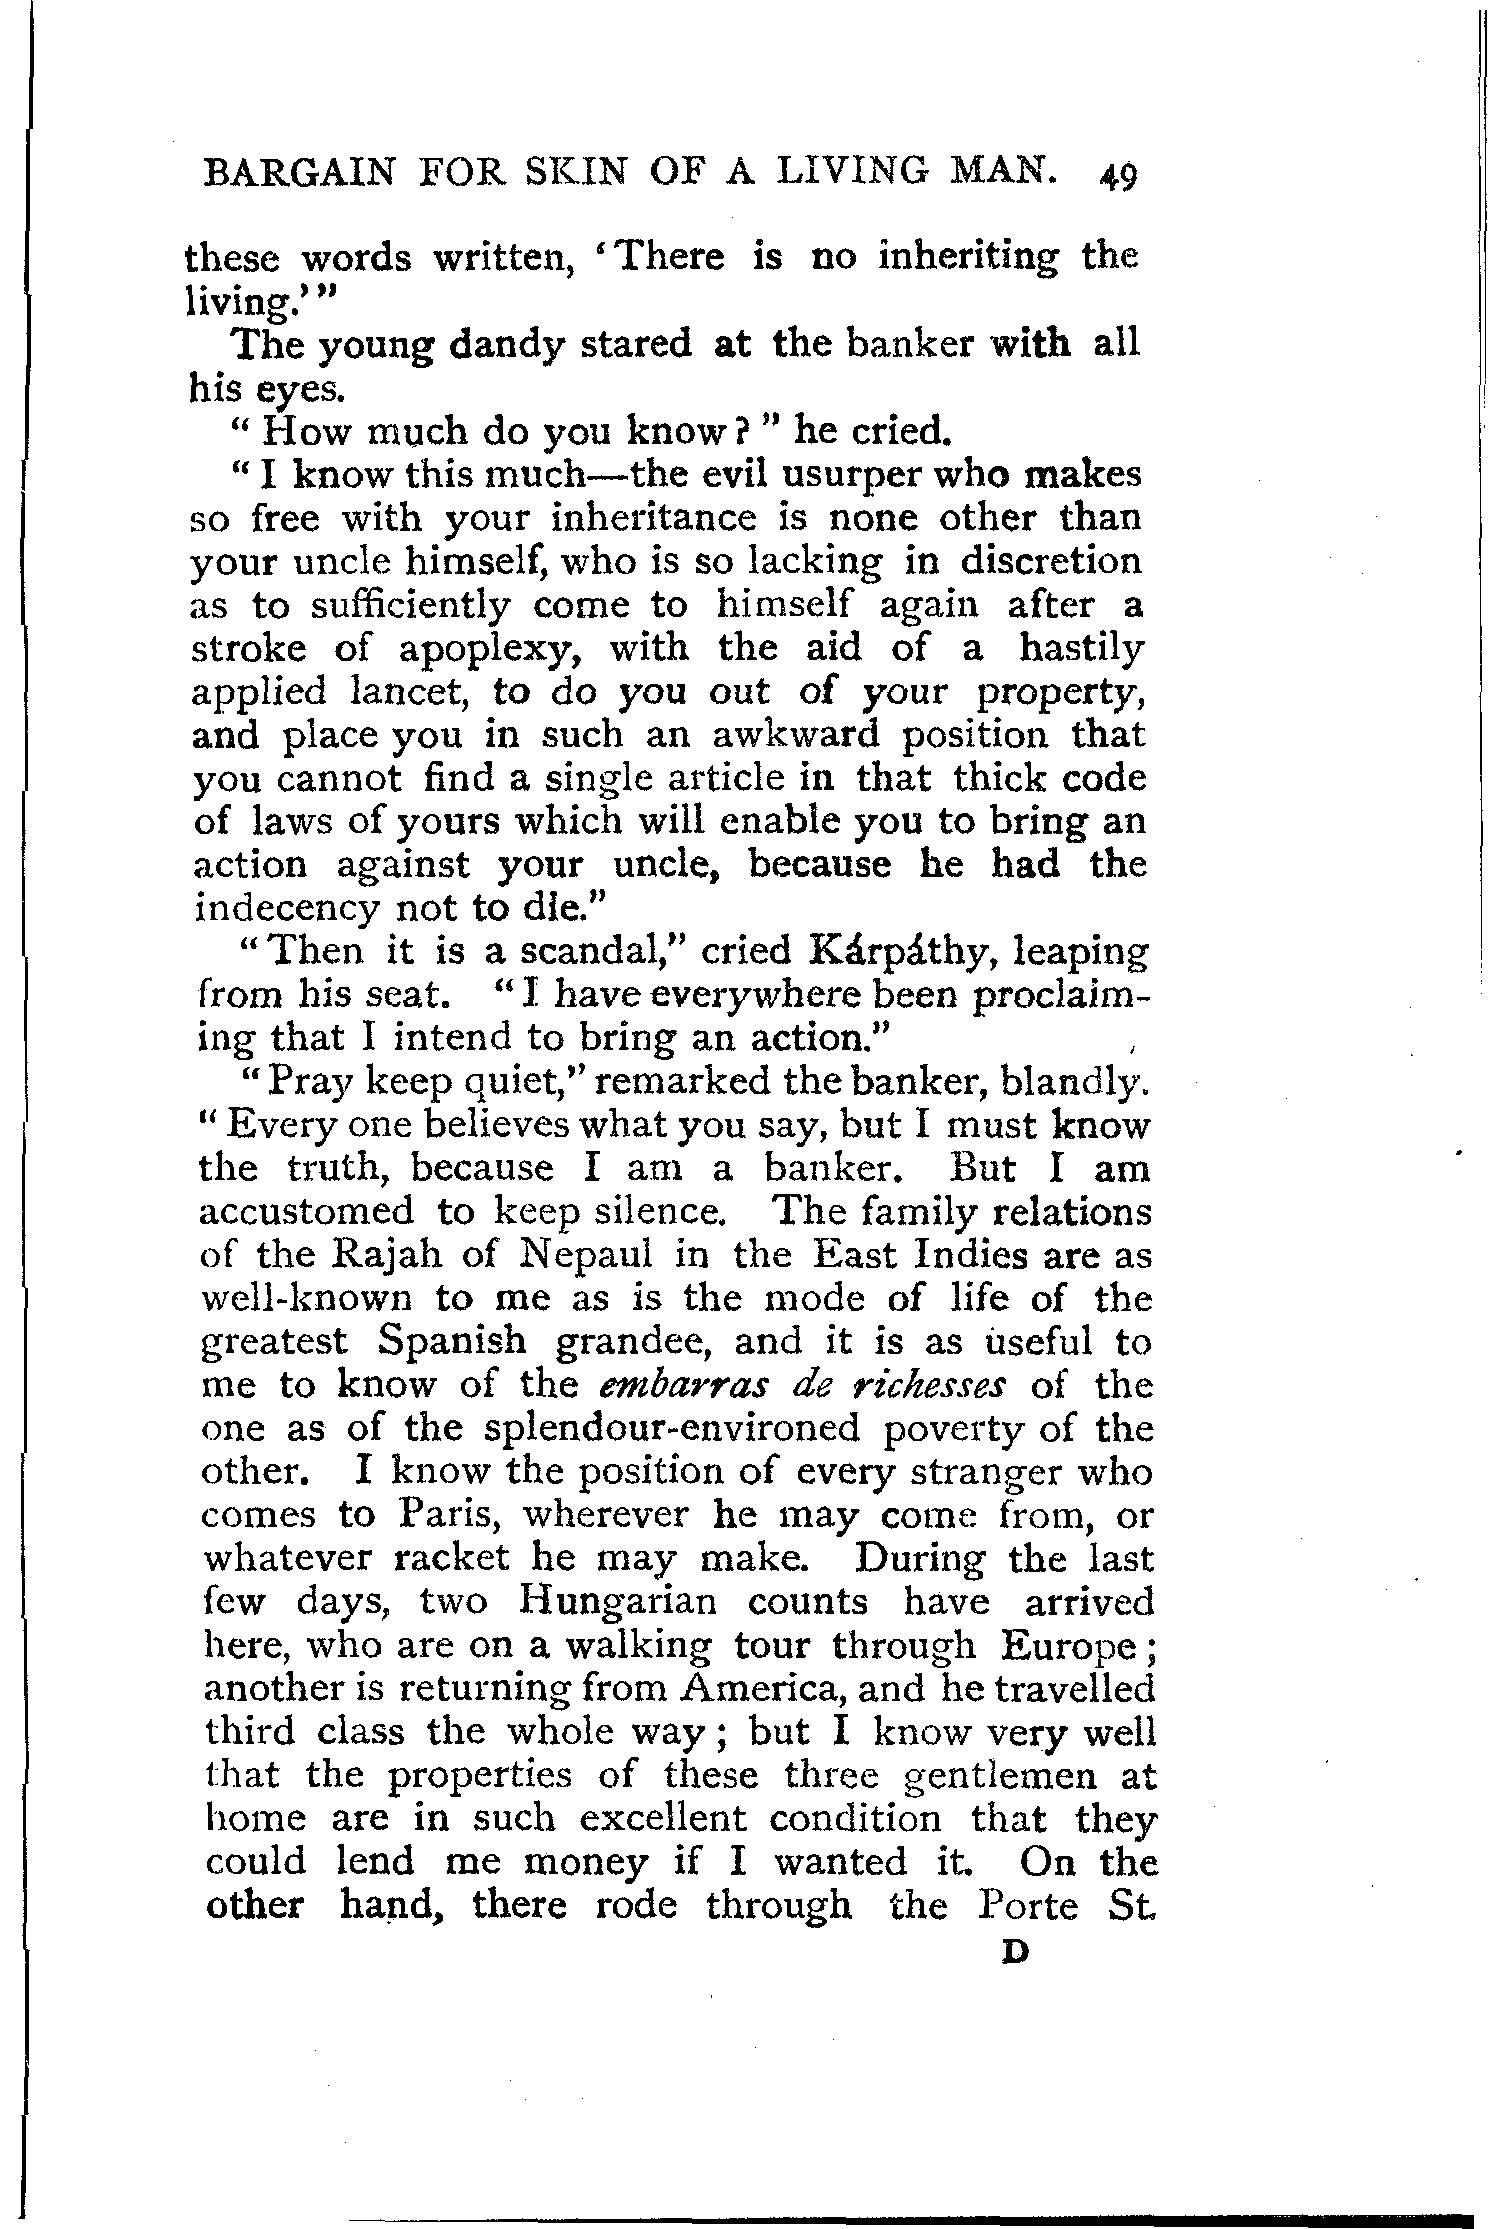 BARGAIN FOR SKIN OF A LIVING MAN. 49
these words written, ‘There is no inheriting the
living.’”
The young dandy stared at the banker with all
his eyes.
“How much do you know?” he cried.
“I know this much—the evil usurper who makes
so free with your inheritance is none other than
your uncle himself, who is so lacking in discretion
as to sufficiently come to himself again after a
stroke of apoplexy, with the aid of a hastily
applied lancet, to do you out of your property,
and place you in such an awkward position that
you cannot find a single article in that thick code
of laws of yours which will enable you to bring an
action against your uncle, because he had the
indecency not to die.”
“Then it is a scandal,” cried Kárpáthy, leaping
from his seat. “I have everywhere been proclaim-
ing that I intend to bring an action.”
“Pray keep quiet,” remarked the banker, blandly.
“Every one believes what you say, but I must know
the truth, because I am a banker. But I am
accustomed to keep silence. The family relations
of the Rajah of Nepaul in the East Indies are as
well-known to me as is the mode of life of the
greatest Spanish grandee, and it is as useful to
me to know of the embarras de richesses of the
one as of the splendour-environed poverty of the
other. I know the position of every stranger who
comes to Paris, wherever he may come from, or
whatever racket he may make. During the last
few days, two Hungarian counts have arrived
here, who are on a walking tour through Europe;
another is returning from America, and he travelled
third class the whole way; but I know very well
that the properties of these three gentlemen at
home are in such excellent condition that they
could lend me money if I wanted it. On the
other hand, there rode through the Porte St.
D